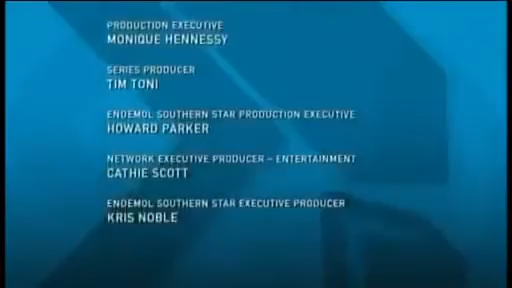 PRODUCTION EXECUTIVE
MONIQUE HENNESSY
SERIES PRODUCER
TIM TONI
ENDEMOL SOUTHERN STAR PRODUCTION EXECUTIVE
HOWARD PARKER
NETWORK EXECUTIVE PRODUCER – ENTERTAINMENT
CATHIE SCOTT
ENDEMOL SOUTHERN STAR EXECUTIVE PRODUCER
KRIS NOBLE